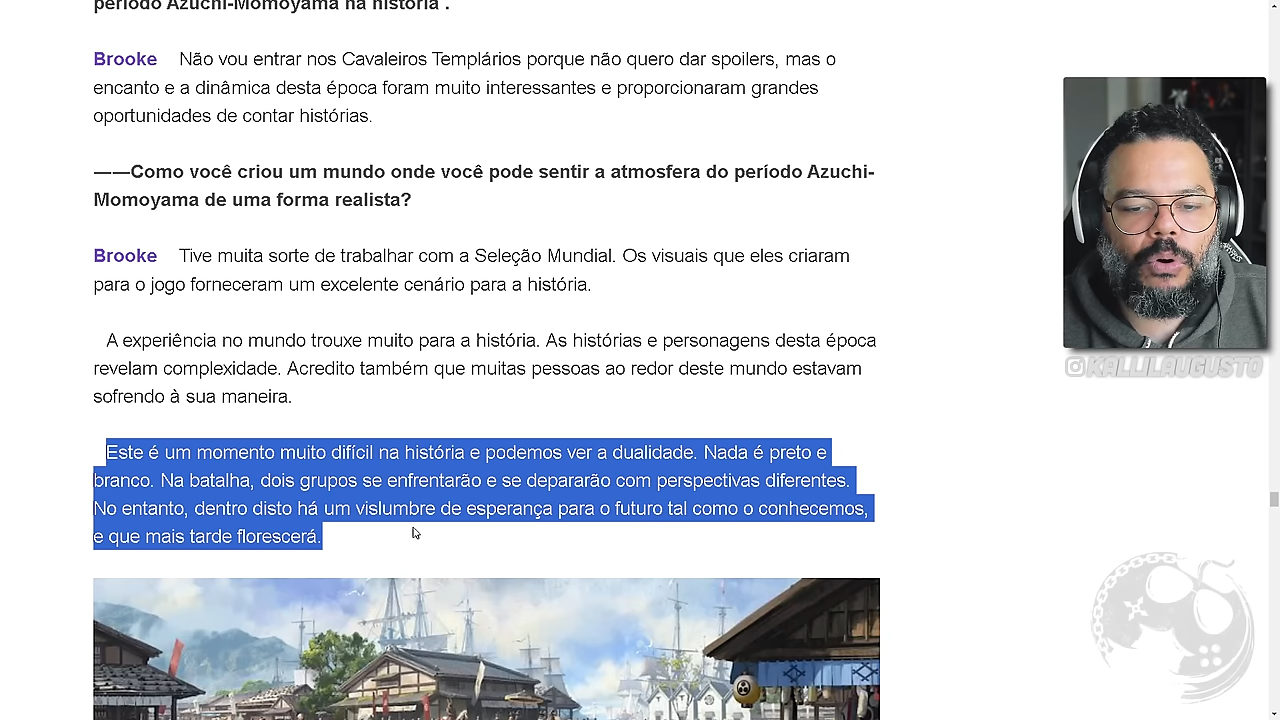 período Azuchi-Momoyama na história .
Brooke Não vou entrar nos Cavaleiros Templários porque não quero dar spoilers, mas o
encanto e a dinâmica desta época foram muito interessantes e proporcionaram grandes
oportunidades de contar histórias.
——Como você criou um mundo onde você pode sentir a atmosfera do período Azuchi-
Momoyama de uma forma realista?
Brooke Tive muita sorte de trabalhar com a Seleção Mundial. Os visuais que eles criaram
para o jogo forneceram um excelente cenário para a história.
A experiência no mundo trouxe muito para a história. As histórias e personagens desta época
revelam complexidade. Acredito também que muitas pessoas ao redor deste mundo estavam
sofrendo à sua maneira.
Este é um momento muito difícil na história e podemos ver a dualidade. Nada é preto e
branco. Na batalha, dois grupos se enfrentarão e se depararão com perspectivas diferentes.
No entanto, dentro disto há um vislumbre de esperança para o futuro tal como o conhecemos,
e que mais tarde florescerá.
KALLILAUGUSTO